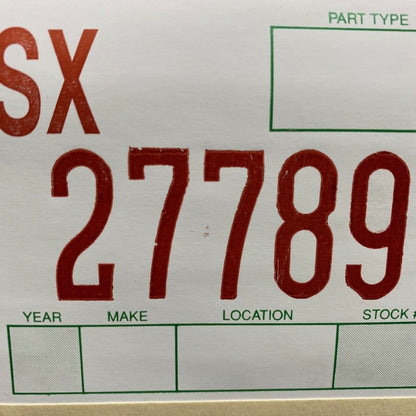 PART TYPE
SX
27789
YEAR MAKE LOCATION STOCK #